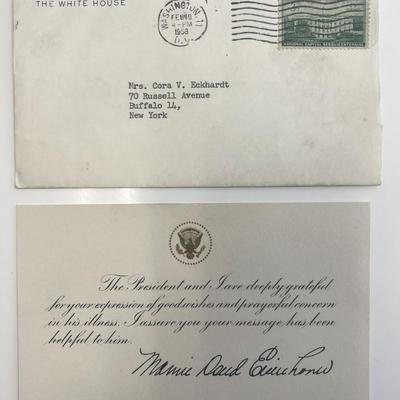 THE WHITE HOUSE
WASHINGTON, 11
FEB 18
4-PM
1958
D.C.
NATIONAL CAPITAL SESQUICENTENNIAL
Mrs. Cora V. Eckhardt
70 Russell Avenue
Buffalo 14,
New York
The President and I are deeply grateful
for your expression of good wishes and prayerful concern
in his illness. I assure you your message has been
helpful to him.
Mamie Doud Eisenhower